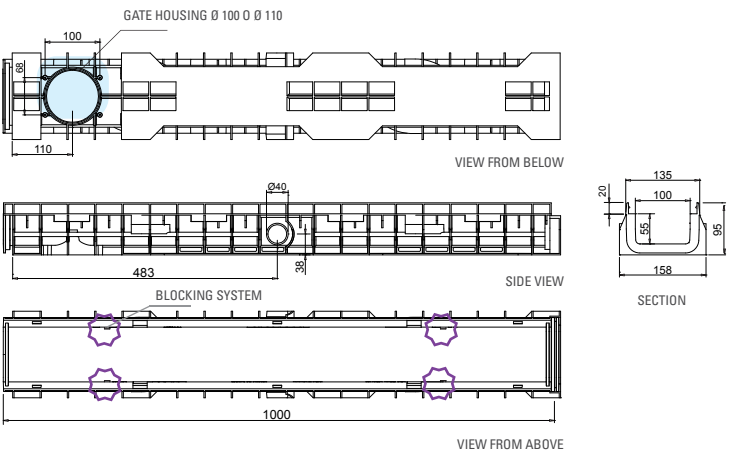 GATE HOUSING Ø 100 O Ø 110
100
68
110
VIEW FROM BELOW
Ø40
483
38
SIDE VIEW
135
100
20
55
95
158
SECTION
BLOCKING SYSTEM
1000
VIEW FROM ABOVE